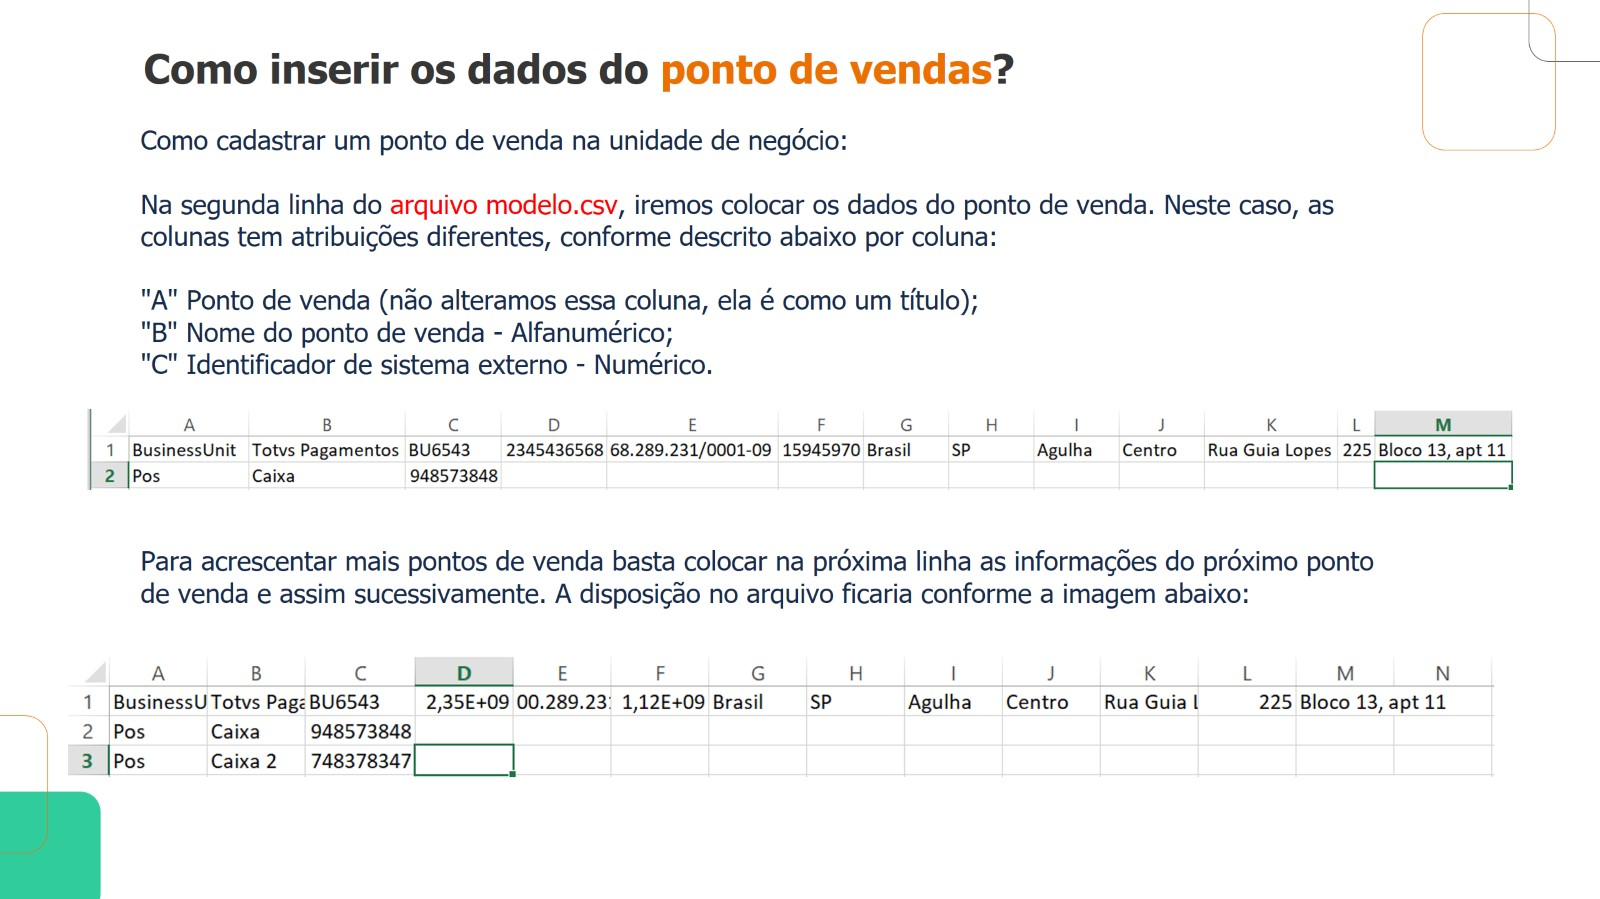 Como inserir os dados do ponto de vendas?
Como cadastrar um ponto de venda na unidade de negócio:
Na segunda linha do arquivo modelo.csv, iremos colocar os dados do ponto de venda. Neste caso, as
colunas tem atribuições diferentes, conforme descrito abaixo por coluna:
"A" Ponto de venda (não alteramos essa coluna, ela é como um título);
"B" Nome do ponto de venda - Alfanumérico;
"C" Identificador de sistema externo - Numérico.
A B C D E F G H I J K L M
1 BusinessUnit Totvs Pagamentos BU6543 2345436568 68.289.231/0001-09 15945970 Brasil SP Agulha Centro Rua Guia Lopes 225 Bloco 13, apt 11
2 Pos Caixa 948573848
Para acrescentar mais pontos de venda basta colocar na próxima linha as informações do próximo ponto
de venda e assim sucessivamente. A disposição no arquivo ficaria conforme a imagem abaixo:
A B C D E F G H I J K L M N
1 BusinessU Totvs Paga BU6543 2,35E+09 00.289.231 1,12E+09 Brasil SP Agulha Centro Rua Guia L 225 Bloco 13, apt 11
2 Pos Caixa 948573848
3 Pos Caixa 2 748378347